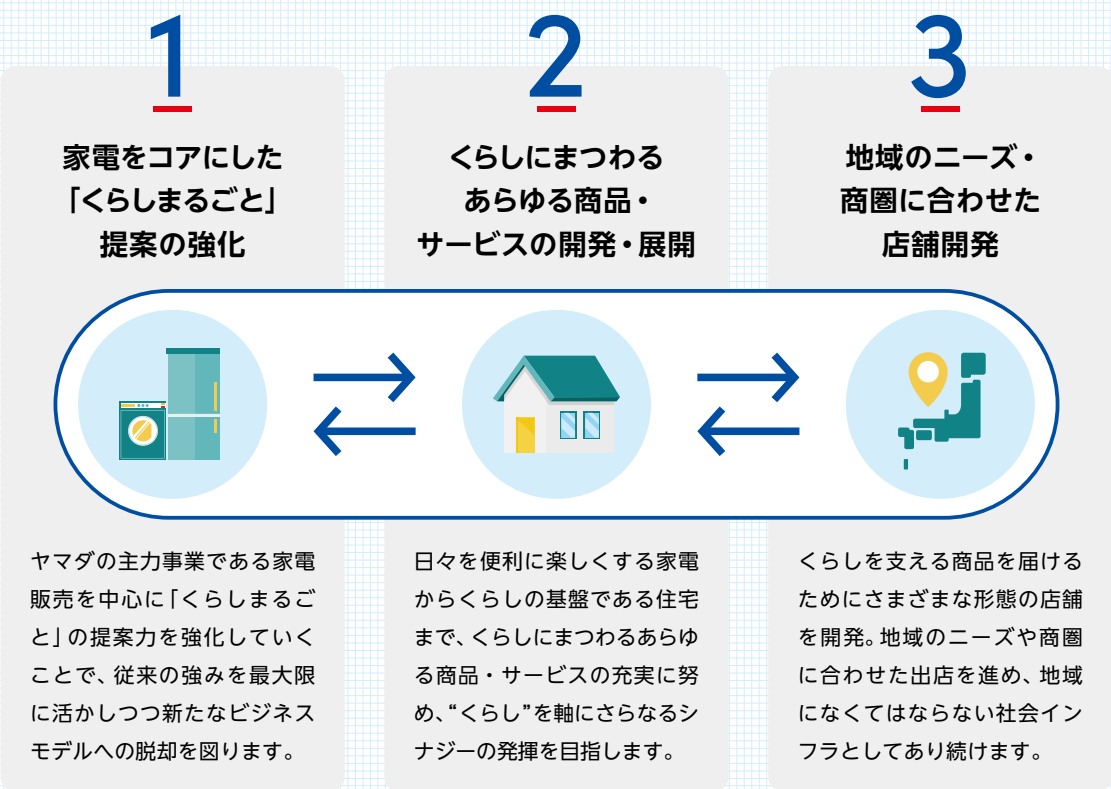 1
家電をコアにした
「くらしまるごと」
提案の強化
ヤマダの主力事業である家電
販売を中心に「くらしまるご
と」の提案力を強化していく
ことで、従来の強みを最大限
に活かしつつ新たなビジネス
モデルへの脱却を図ります。
2
くらしにまつわる
あらゆる商品・
サービスの開発・展開
日々を便利に楽しくする家電
からくらしの基盤である住宅
まで、くらしにまつわるあらゆ
る商品・サービスの充実に努
め、“くらし”を軸にさらなるシ
ナジーの発揮を目指します。
3
地域のニーズ・
商圏に合わせた
店舗開発
くらしを支える商品を届ける
ためにさまざまな形態の店舗
を開発。地域のニーズや商圏
に合わせた出店を進め、地域
になくてはならない社会イン
フラとしてあり続けます。